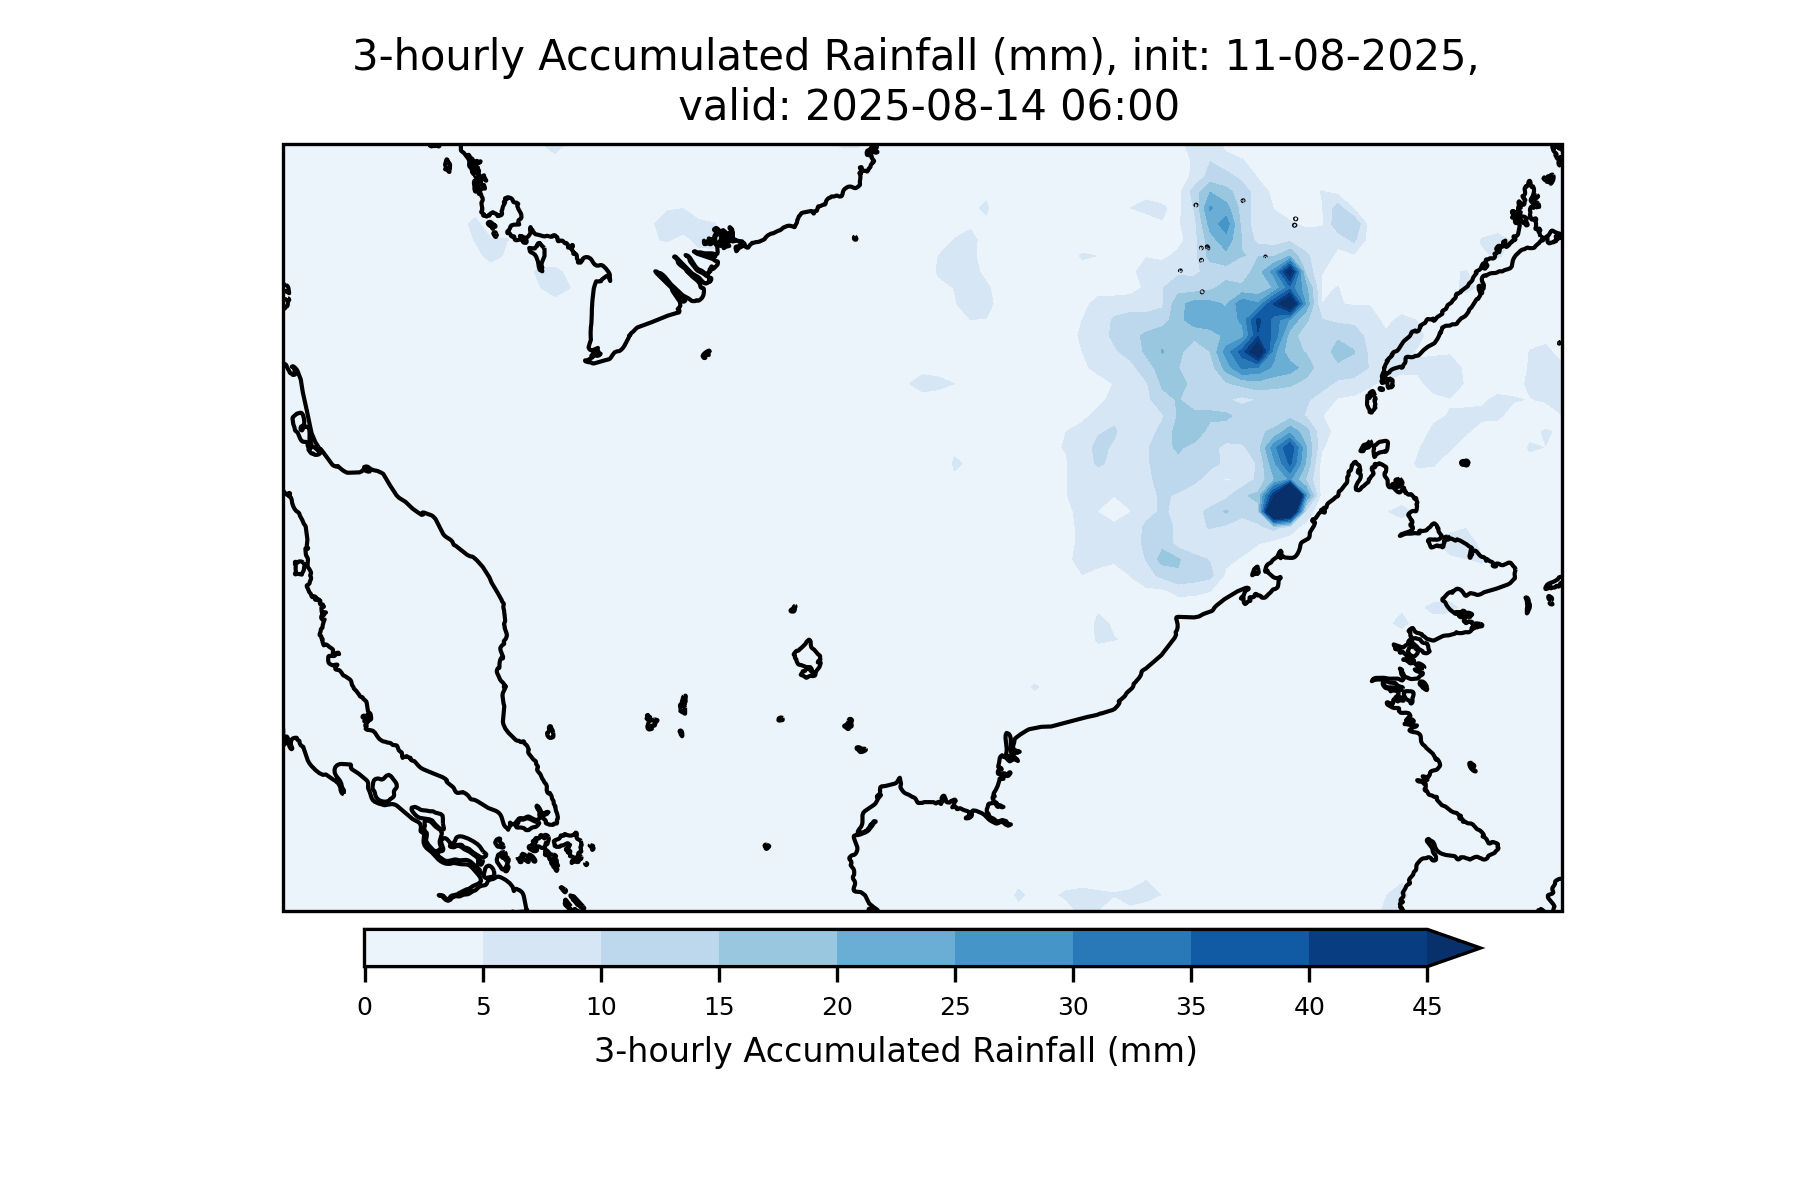 3-hourly Accumulated Rainfall (mm), init: 11-08-2025,
valid: 2025-08-14 06:00
0 5 10 15 20 25 30 35 40 45
3-hourly Accumulated Rainfall (mm)